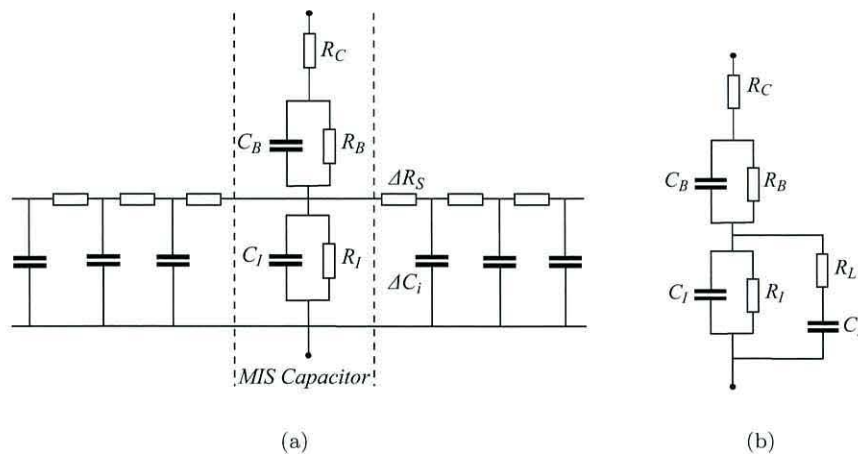 R_C
C_B
R_B
ΔR_S
C_I
R_I
ΔC_i
MIS Capacitor
(a)
R_C
C_B
R_B
C_I
R_I
R_L
(b)